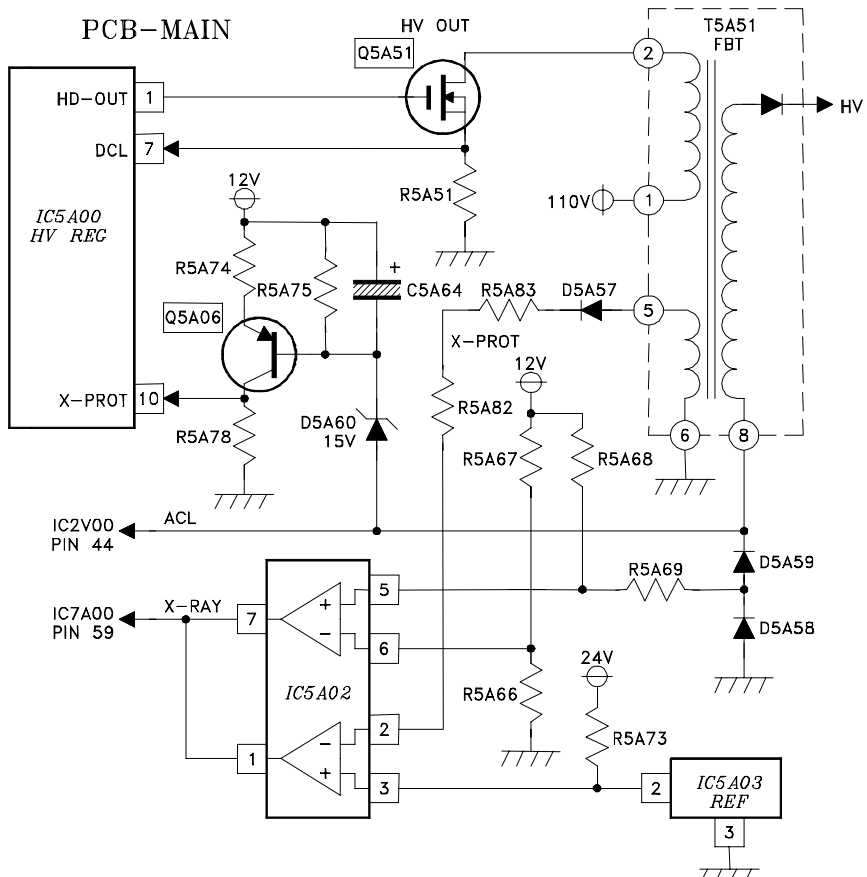 PCB-MAIN
HV OUT
Q5A51
T5A51
FBT
2
HD-OUT 1
HV
DCL 7
IC5A00
HV REG
12V
R5A51
110V
1
R5A74
R5A75
+
C5A64
R5A83
D5A57
5
Q5A06
X-PROT
12V
X-PROT 10
R5A82
R5A78
D5A60
15V
R5A67
R5A68
6
8
IC2V00
PIN 44
ACL
D5A59
R5A69
5
IC7A00
PIN 59
X-RAY
7
+
−
6
D5A58
IC5A02
24V
R5A66
2
−
+
1
3
R5A73
2
IC5A03
REF
3